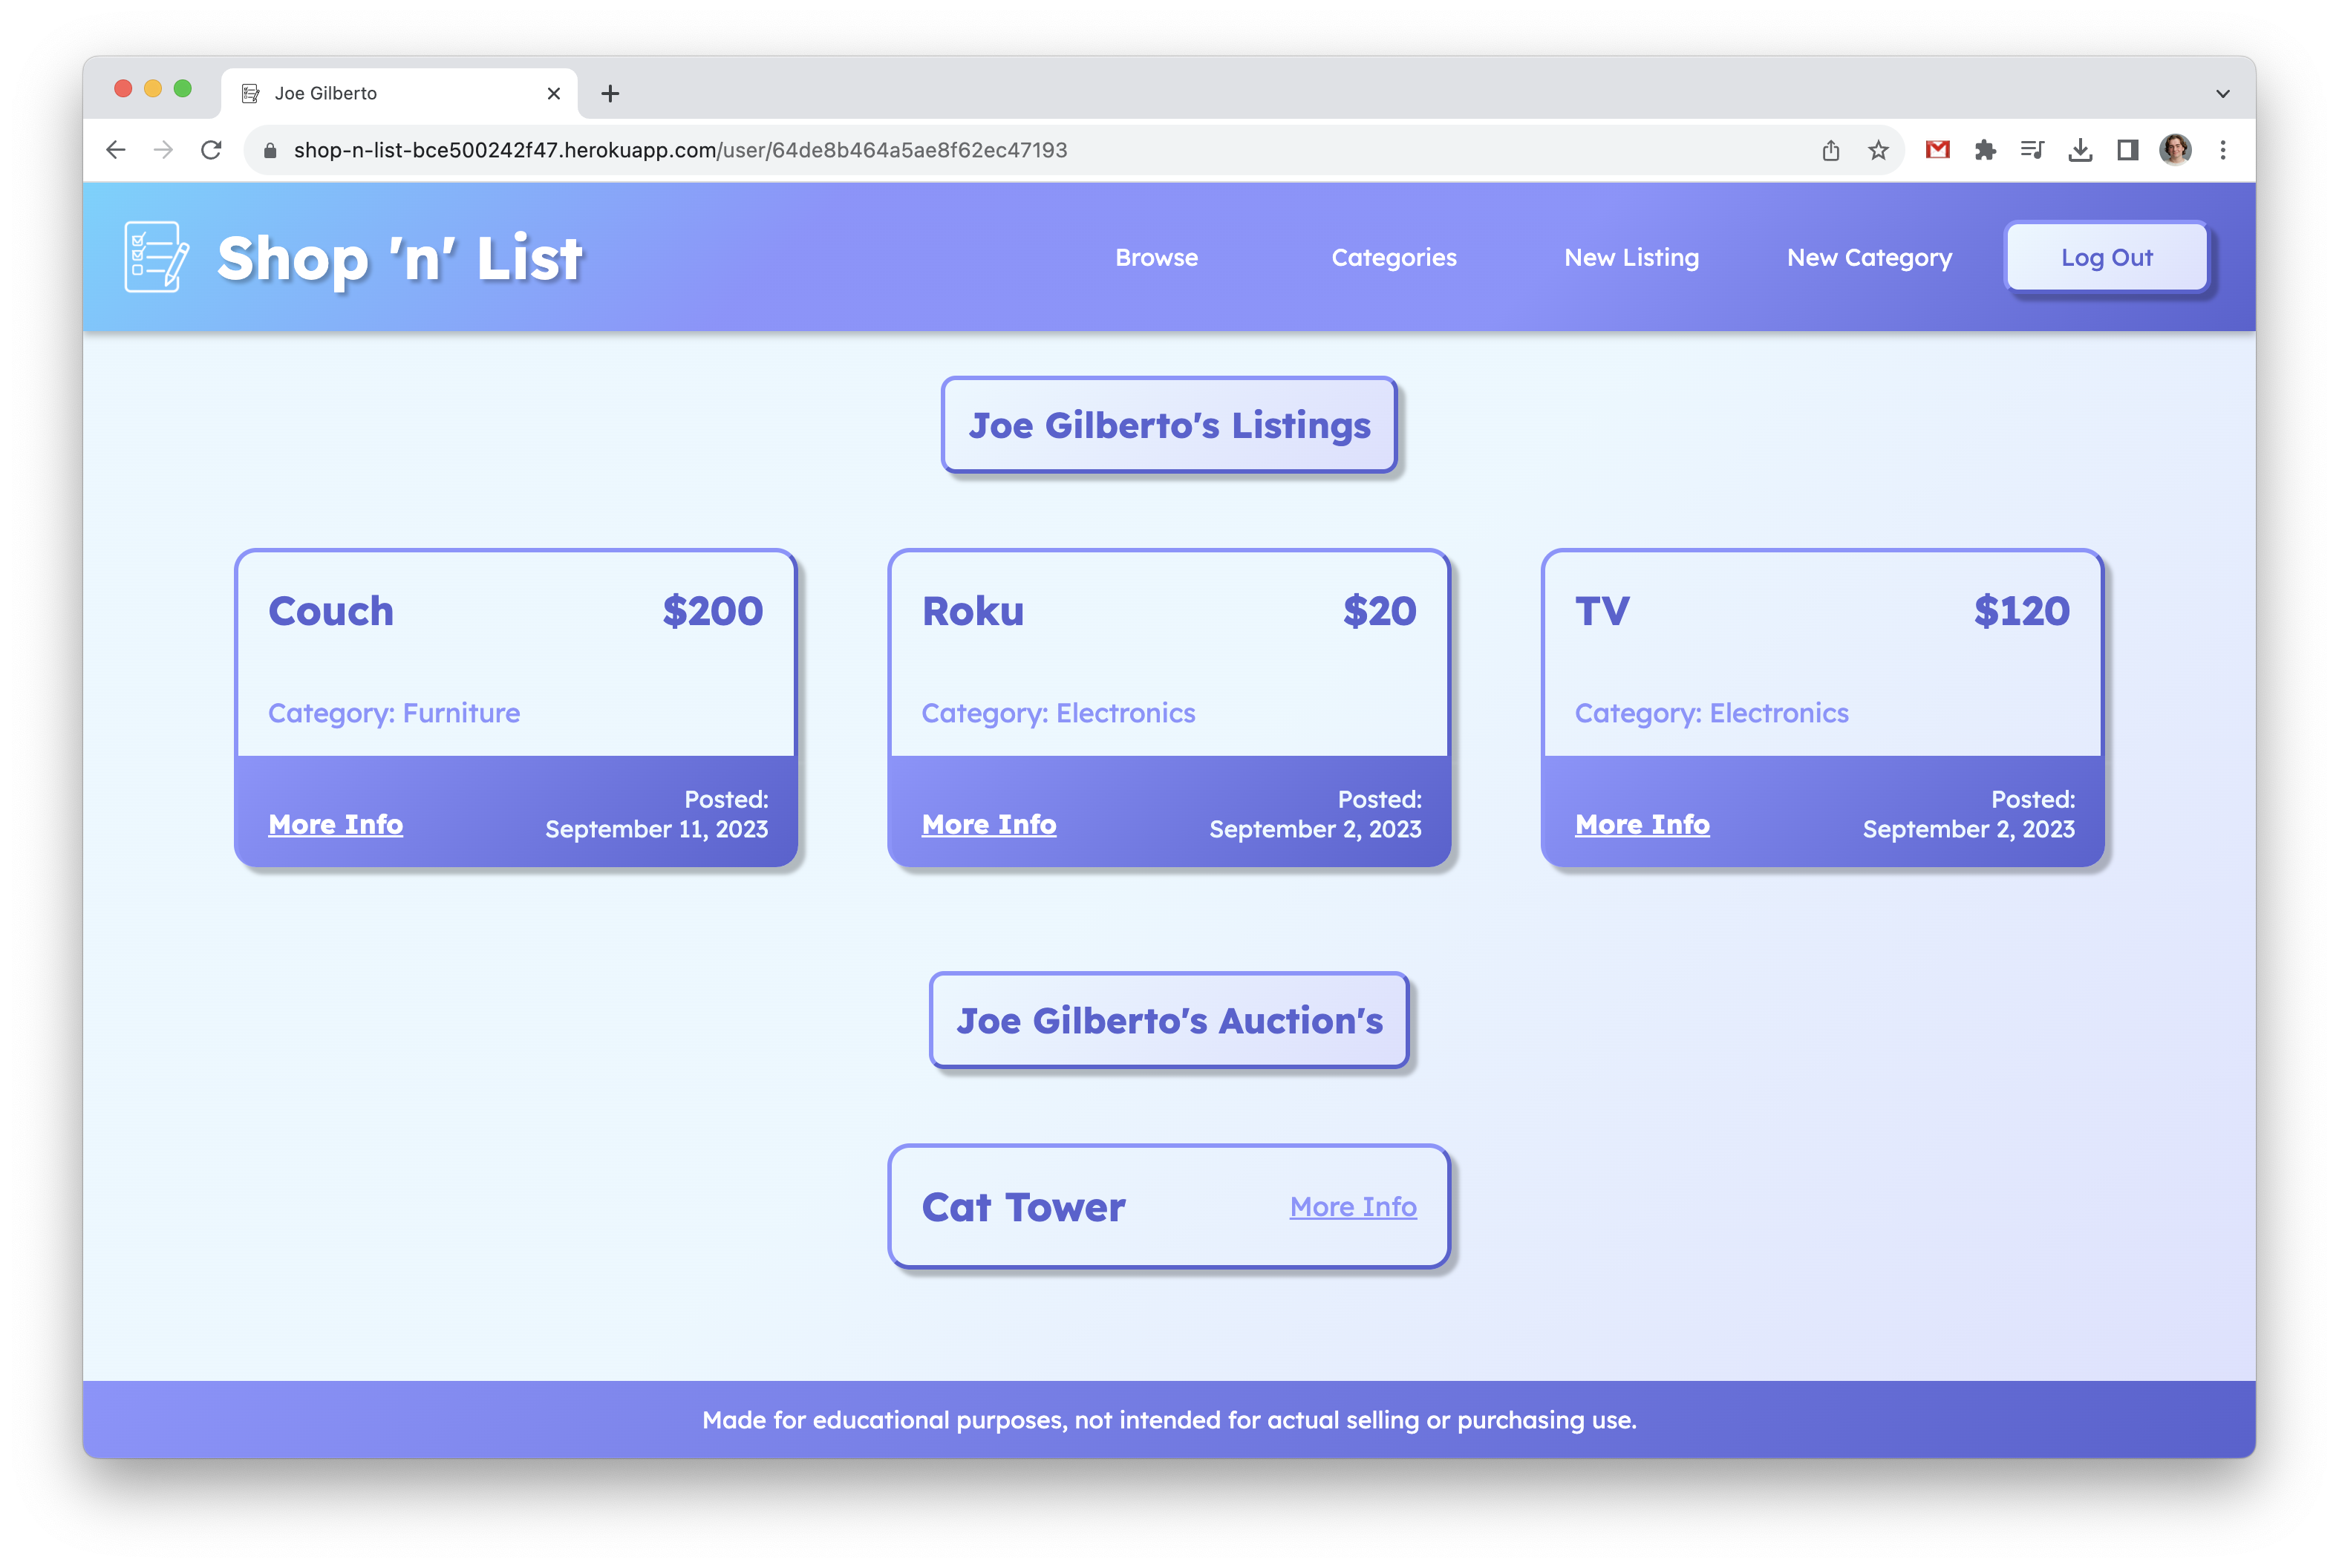 Joe Gilberto
shop-n-list-bce500242f47.herokuapp.com/user/64de8b464a5ae8f62ec47193
Shop 'n' List
Browse
Categories
New Listing
New Category
Log Out
Joe Gilberto's Listings
Couch
$200
Category: Furniture
More Info
Posted:
September 11, 2023
Roku
$20
Category: Electronics
More Info
Posted:
September 2, 2023
TV
$120
Category: Electronics
More Info
Posted:
September 2, 2023
Joe Gilberto's Auction's
Cat Tower
More Info
Made for educational purposes, not intended for actual selling or purchasing use.